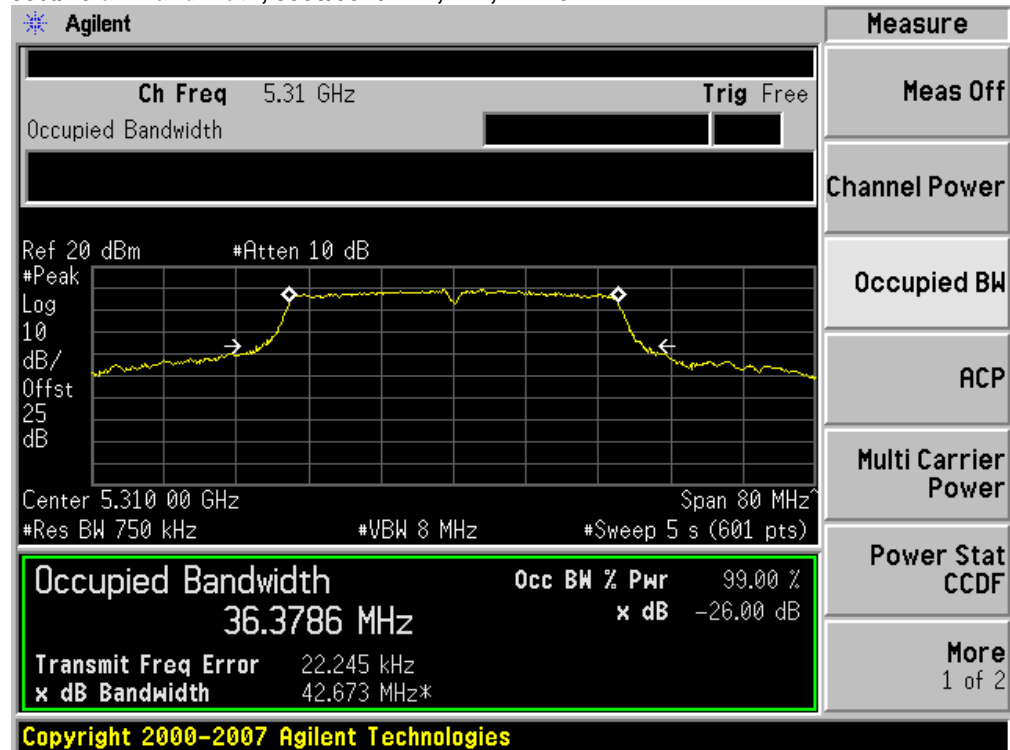 Agilent
Measure
Ch Freq 5.31 GHz Trig Free
Occupied Bandwidth
Meas Off
Channel Power
Occupied BW
ACP
Multi Carrier
Power
Power Stat
CCDF
More
1 of 2
Ref 20 dBm #Atten 10 dB
#Peak
Log
10
dB/
Offst
25
dB
Center 5.310 00 GHz Span 80 MHz^
#Res BW 750 kHz #VBW 8 MHz #Sweep 5 s (601 pts)
Occupied Bandwidth Occ BW % Pwr 99.00 %
36.3786 MHz x dB -26.00 dB
Transmit Freq Error 22.245 kHz
x dB Bandwidth 42.673 MHz*
Copyright 2000-2007 Agilent Technologies